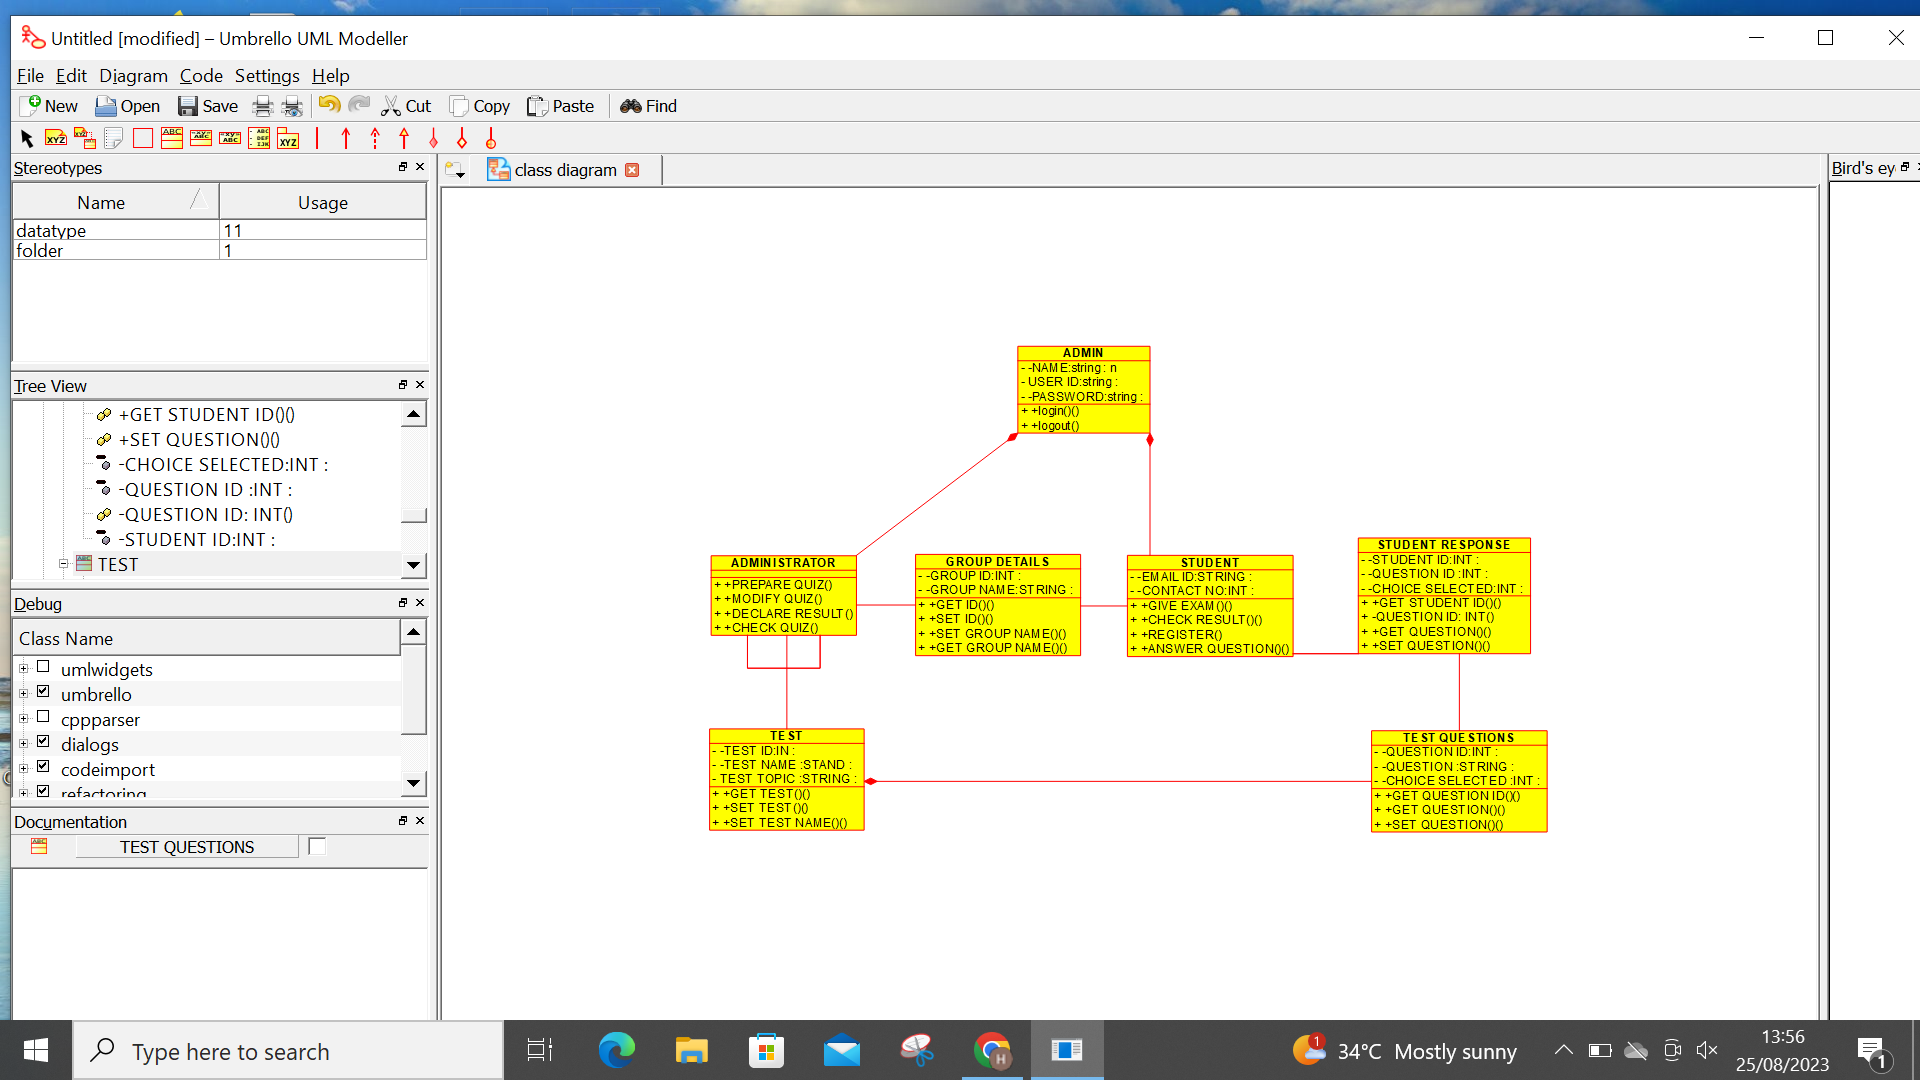 Untitled [modified] – Umbrello UML Modeller
File Edit Diagram Code Settings Help
New Open Save Cut Copy Paste Find
Stereotypes
Name Usage
datatype 11
folder 1
Tree View
+GET STUDENT ID()()
+SET QUESTION()()
-CHOICE SELECTED:INT :
-QUESTION ID :INT :
-QUESTION ID: INT()
-STUDENT ID:INT :
TEST
Debug
Class Name
umlwidgets
umbrello
cppparser
dialogs
codeimport
refactoring
Documentation
TEST QUESTIONS
class diagram
Bird's ey
ADMIN
- -NAME:string : n
- USER ID:string :
- -PASSWORD:string :
+ +login()()
+ +logout()
ADMINISTRATOR
+ +PREPARE QUIZ()
+ +MODIFY QUIZ()
+ +DECLARE RESULT()
+ +CHECK QUIZ()
GROUP DETAILS
- -GROUP ID:INT :
- -GROUP NAME:STRING :
+ +GET ID()()
+ +SET ID()()
+ +SET GROUP NAME()()
+ +GET GROUP NAME()()
STUDENT
- -EMAIL ID:STRING :
- -CONTACT NO:INT :
+ +GIVE EXAM()()
+ +CHECK RESULT()()
+ +REGISTER()
+ +ANSWER QUESTION()()
STUDENT RESPONSE
- -STUDENT ID:INT :
- -QUESTION ID :INT :
- -CHOICE SELECTED:INT :
+ +GET STUDENT ID()()
+ -QUESTION ID: INT()
+ +GET QUESTION()()
+ +SET QUESTION()()
TEST
- -TEST ID:IN :
- -TEST NAME :STAND :
- TEST TOPIC :STRING :
+ +GET TEST()()
+ +SET TEST()()
+ +SET TEST NAME()()
TEST QUESTIONS
- -QUESTION ID:INT :
- -QUESTION :STRING :
- -CHOICE SELECTED :INT :
+ +GET QUESTION ID()()
+ +GET QUESTION()()
+ +SET QUESTION()()
Type here to search
1
34°C Mostly sunny
13:56
25/08/2023
1